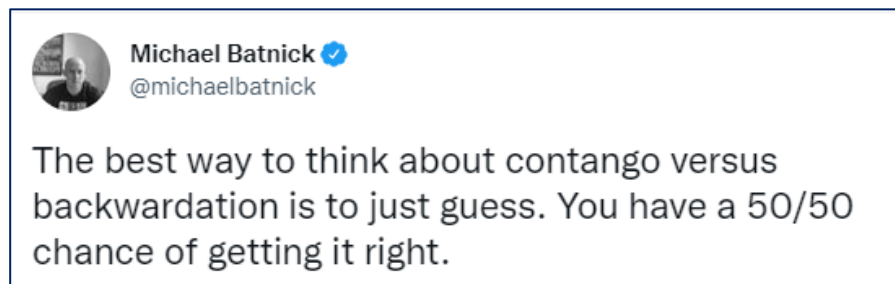 Michael Batnick
@michaelbatnick
The best way to think about contango versus
backwardation is to just guess. You have a 50/50
chance of getting it right.